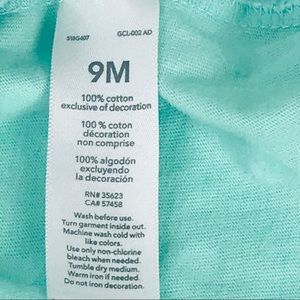 518G407 GCL-002 AD
9M
100% cotton
exclusive of decoration
100% coton
décoration
non comprise
100% algodón
excluyendo
la decoración
RN# 35623
CA# 57458
Wash before use.
Turn garment inside out.
Machine wash cold with
like colors.
Use only non-chlorine
bleach when needed.
Tumble dry medium.
Warm iron if needed.
Do not iron decoration.